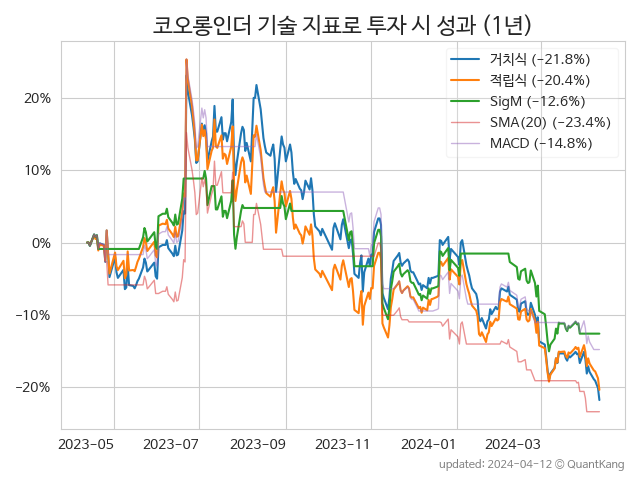 코오롱인더 기술 지표로 투자 시 성과 (1년)
거치식 (−21.8%)
적립식 (−20.4%)
SigM (−12.6%)
SMA(20) (−23.4%)
MACD (−14.8%)
20%
10%
0%
−10%
−20%
2023-05 2023-07 2023-09 2023-11 2024-01 2024-03
updated: 2024-04-12 © QuantKang